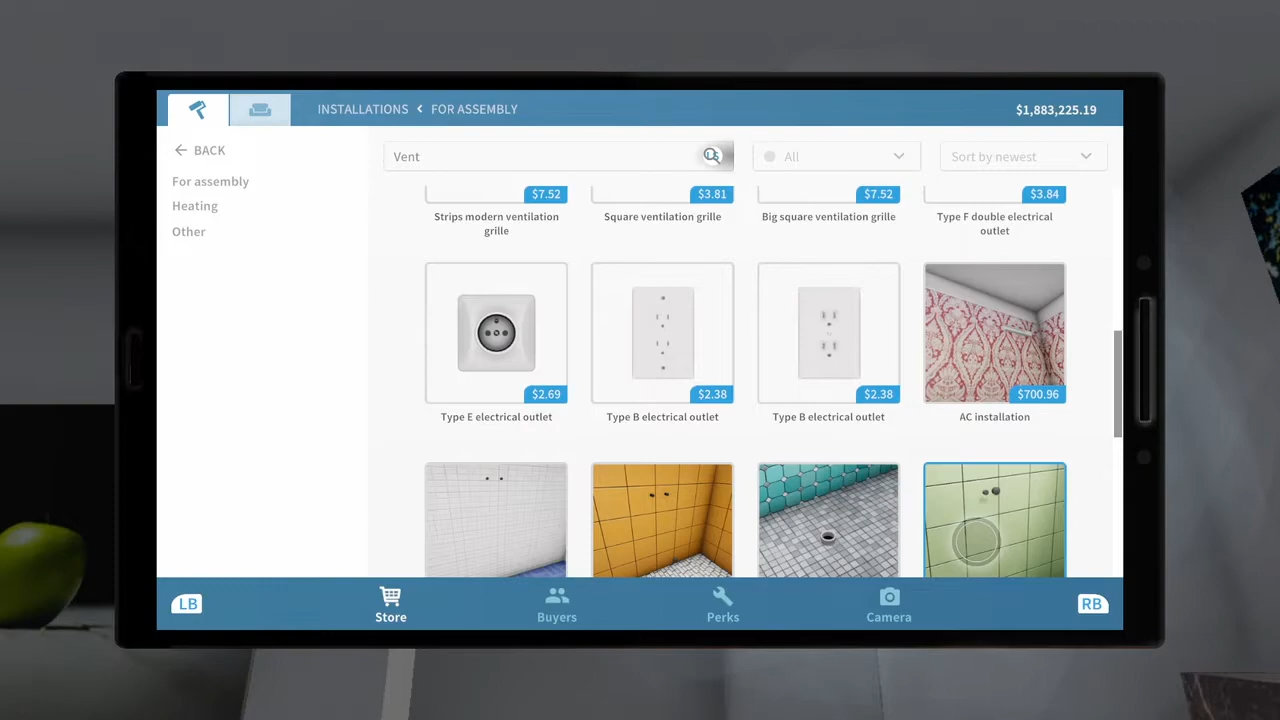 INSTALLATIONS < FOR ASSEMBLY
$1,883,225.19
BACK
For assembly
Heating
Other
Vent
All
Sort by newest
$7.52
$3.81
$7.52
$3.84
Strips modern ventilation
grille
Square ventilation grille
Big square ventilation grille
Type F double electrical
outlet
$2.69
$2.38
$2.38
$700.96
Type E electrical outlet
Type B electrical outlet
Type B electrical outlet
AC installation
LB
Store
Buyers
Perks
Camera
RB